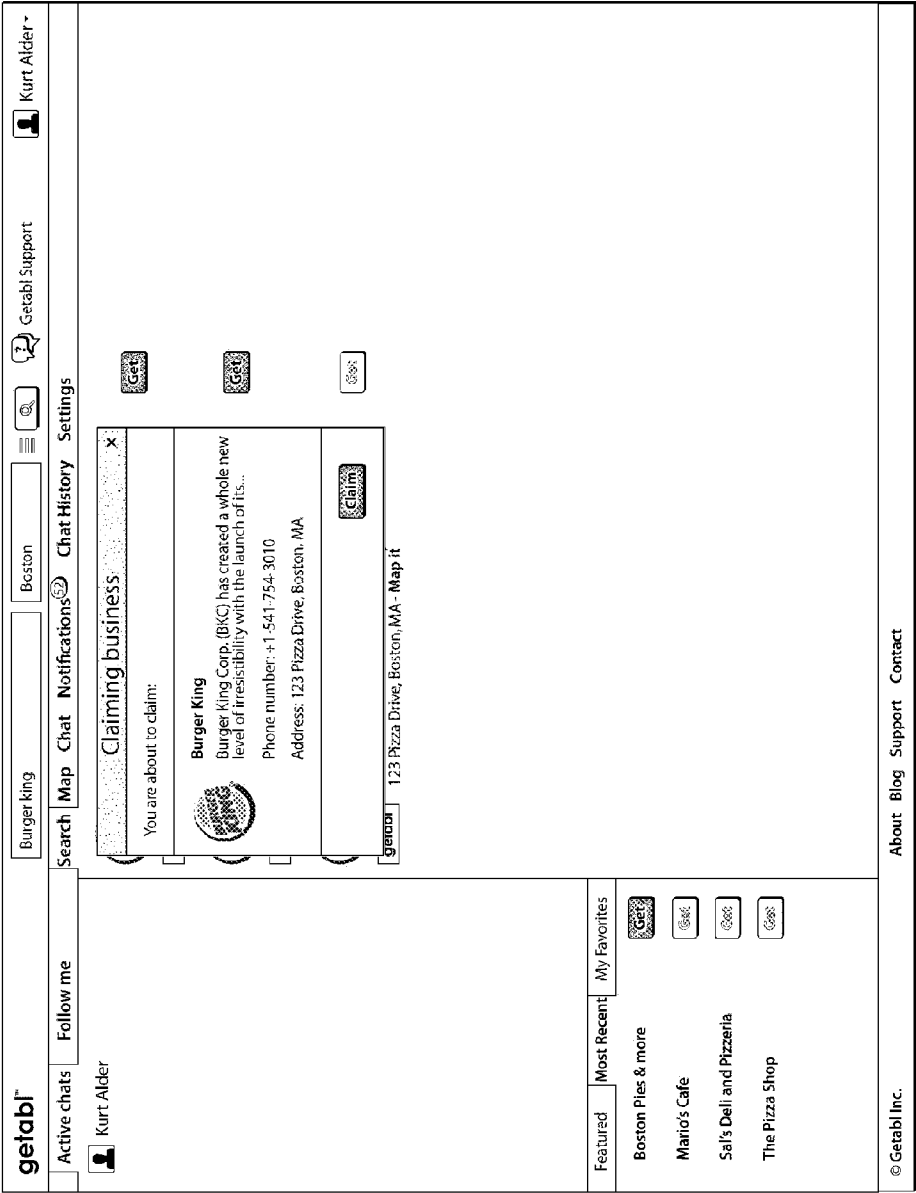 getabl™ Burger king Boston Getabl Support Kurt Alder
Active chats Follow me Search Map Chat Notifications 52 Chat History Settings
Kurt Alder
Claiming business x
You are about to claim:
BURGER KING
Burger King
Burger King Corp. (BKC) has created a whole new
level of irresistibility with the launch of its...
Phone number: +1-541-754-3010
Address: 123 Pizza Drive, Boston, MA
Claim
Get
Get
Get
getabl 123 Pizza Drive, Boston, MA - Map it
Featured Most Recent My Favorites
Boston Pies & more Get
Mario's Cafe Get
Sal's Deli and Pizzeria Get
The Pizza Shop Get
© Getabl Inc. About Blog Support Contact